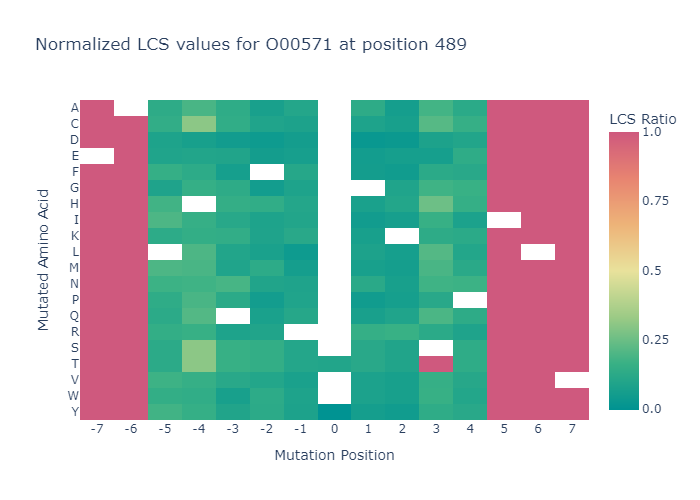 Normalized LCS values for O00571 at position 489
LCS Ratio
A
C
D
E
F
G
H
I
K
L
M
N
P
Q
R
S
T
V
W
Y
Mutated Amino Acid
1.0
0.75
0.5
0.25
0.0
-7 -6 -5 -4 -3 -2 -1 0 1 2 3 4 5 6 7
Mutation Position